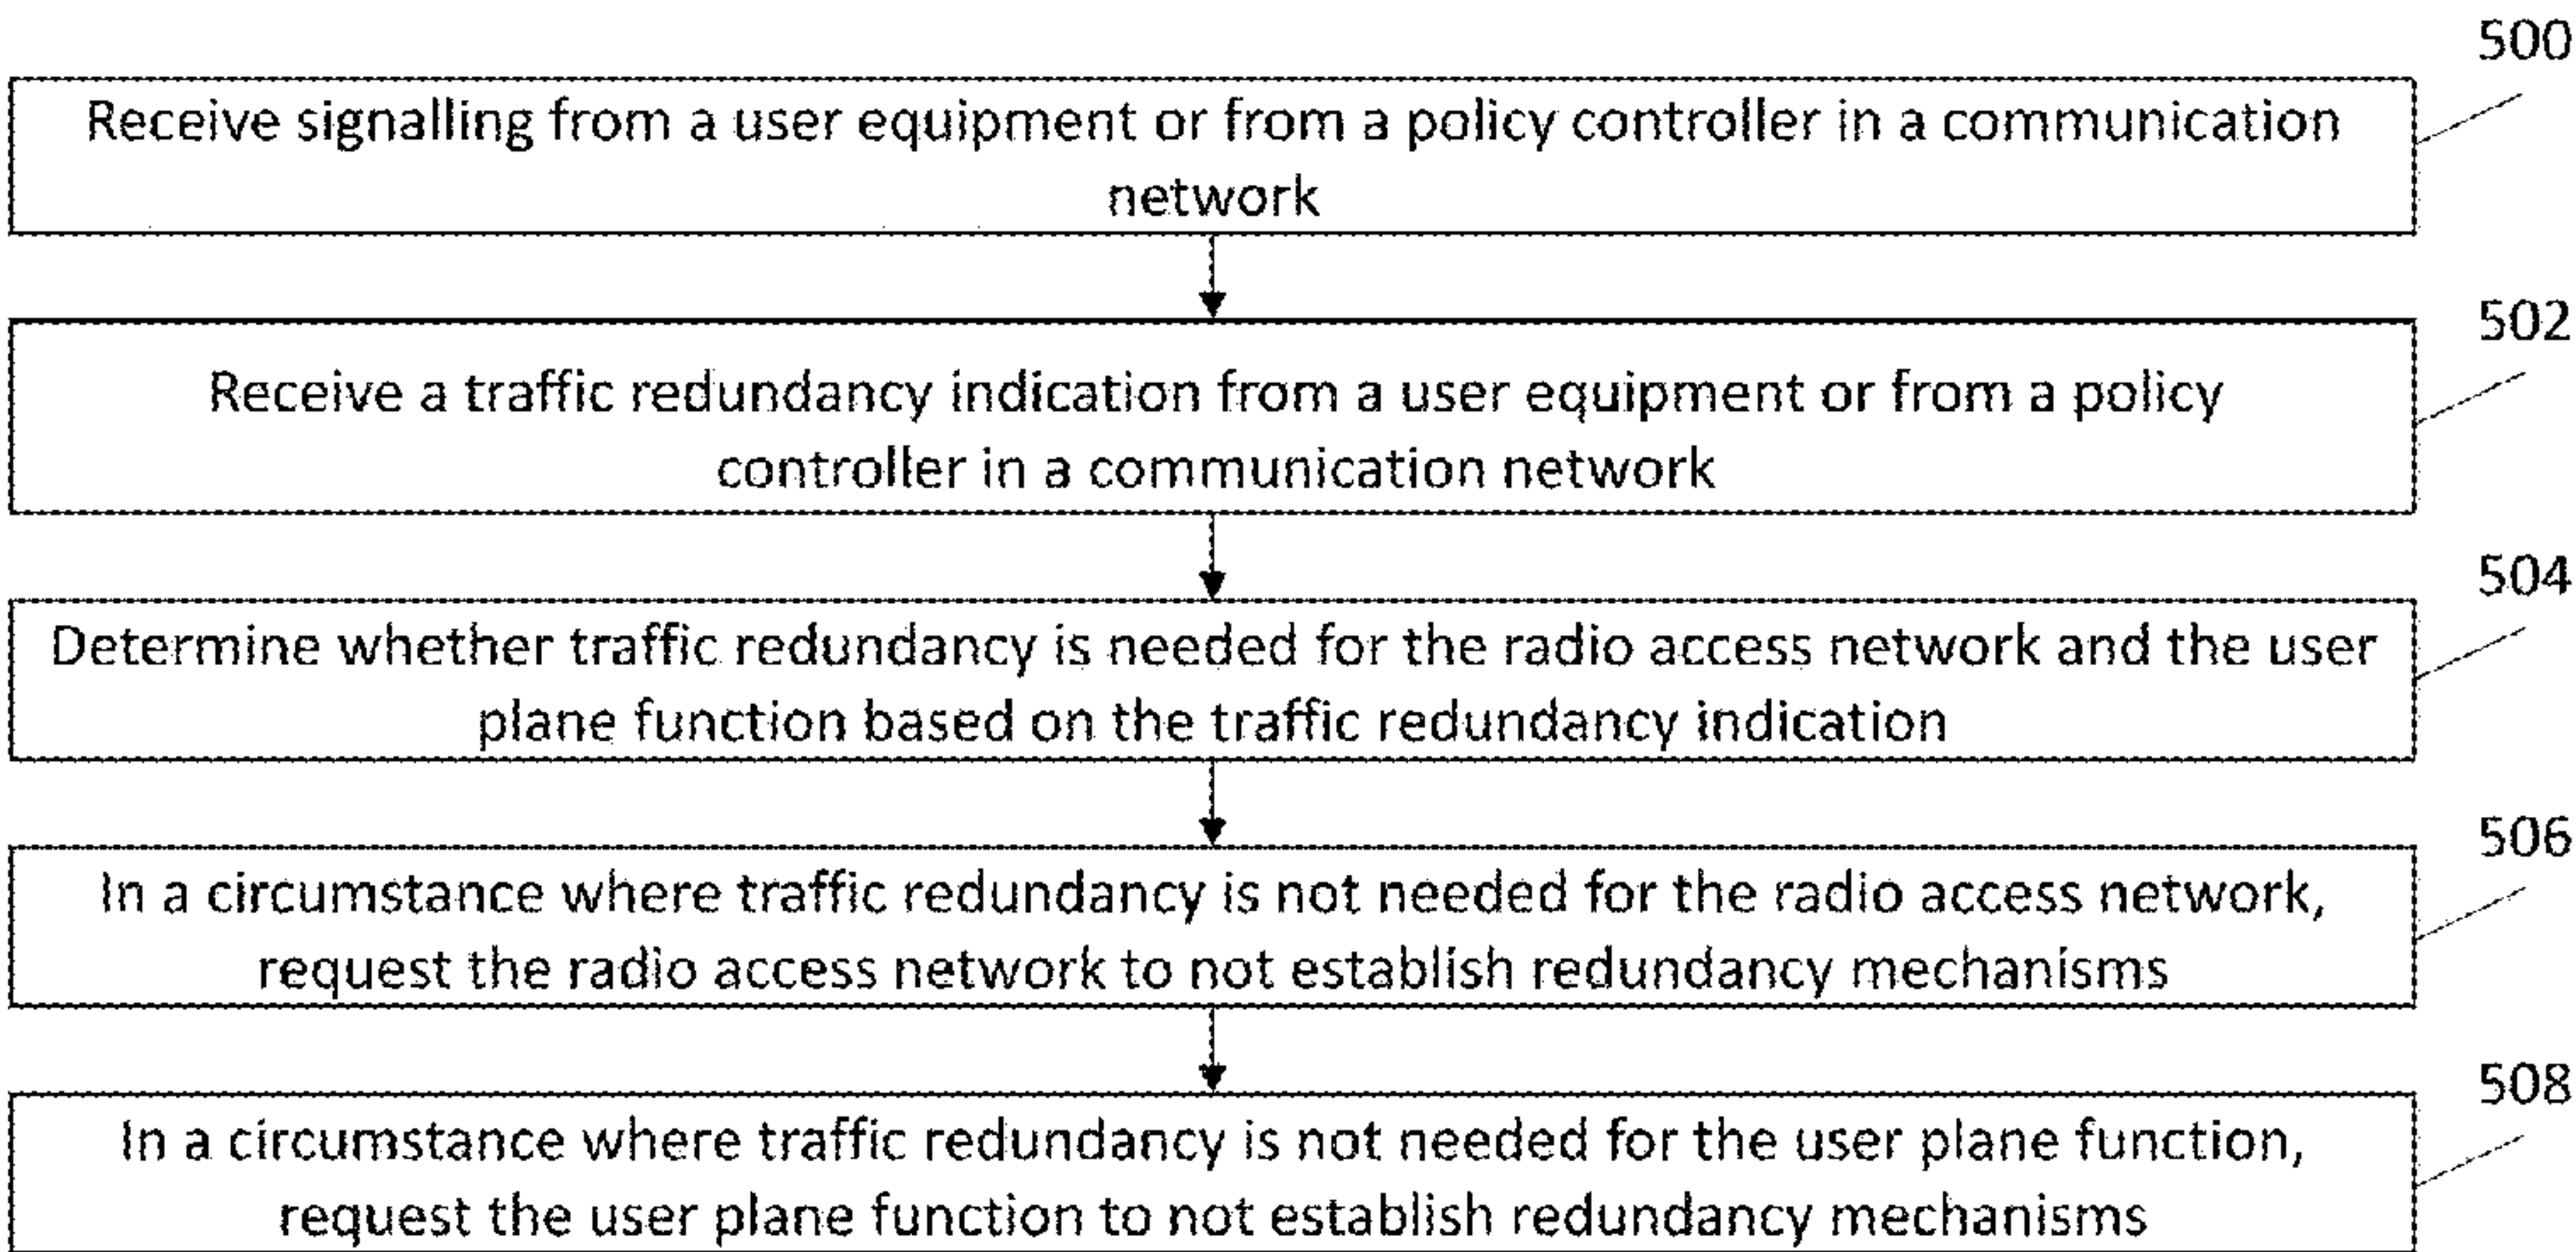 500
Receive signalling from a user equipment or from a policy controller in a communication
network
502
Receive a traffic redundancy indication from a user equipment or from a policy
controller in a communication network
504
Determine whether traffic redundancy is needed for the radio access network and the user
plane function based on the traffic redundancy indication
506
In a circumstance where traffic redundancy is not needed for the radio access network,
request the radio access network to not establish redundancy mechanisms
508
In a circumstance where traffic redundancy is not needed for the user plane function,
request the user plane function to not establish redundancy mechanisms